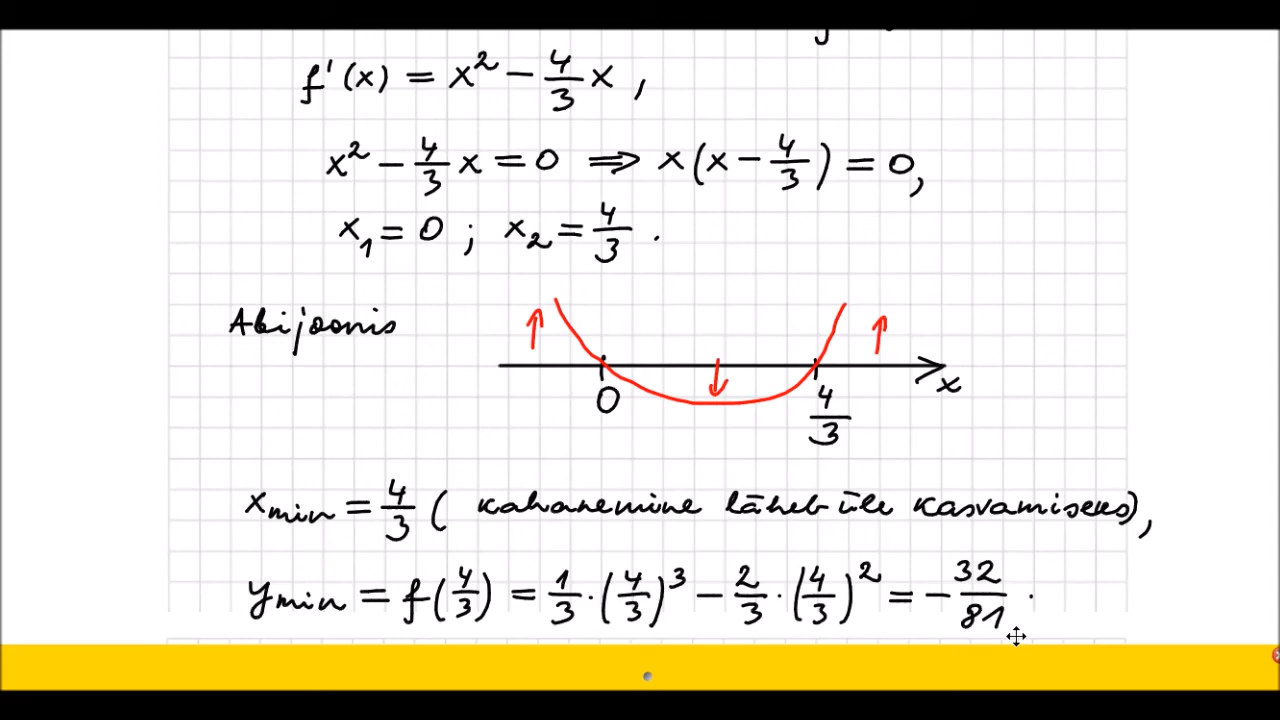 f'(x) = x² - 4/3 x ,
x² - 4/3 x = 0 ⇒ x(x - 4/3) = 0,
x₁ = 0 ; x₂ = 4/3 .
Abijoonis
0 4/3 x
x_min = 4/3 ( kahanemine läheb üle kasvamiseks),
y_min = f(4/3) = 1/3 · (4/3)³ - 2/3 · (4/3)² = - 32/81 .